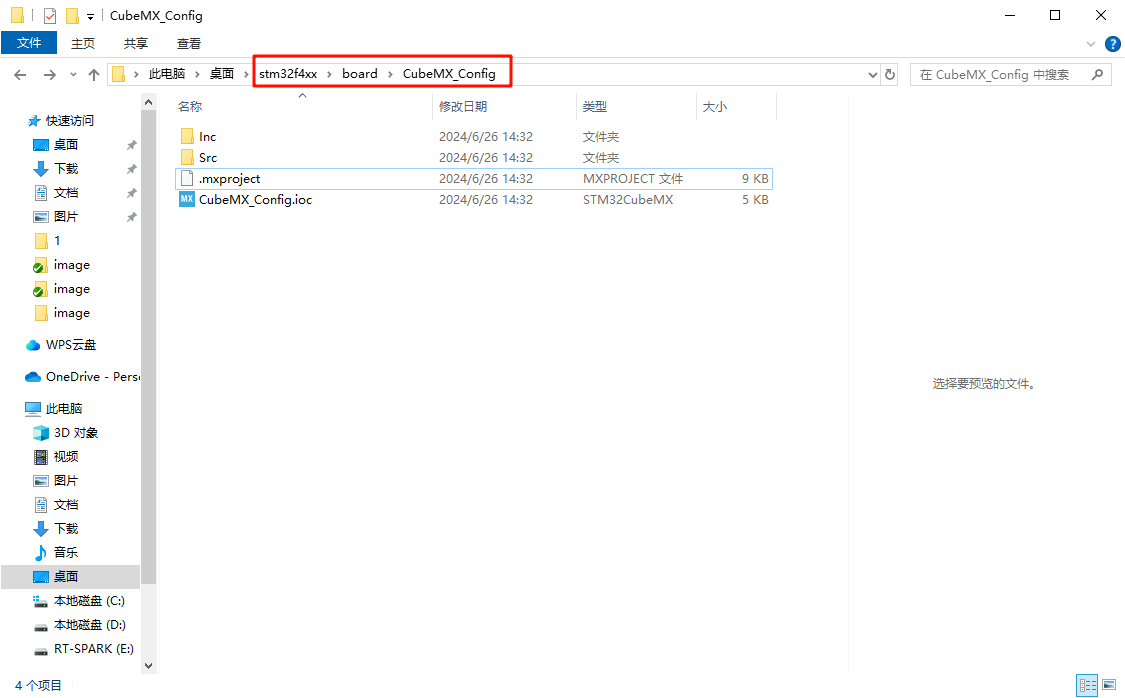 CubeMX_Config
文件 主页 共享 查看
此电脑 桌面 stm32f4xx board CubeMX_Config 在 CubeMX_Config 中搜索
名称 修改日期 类型 大小
快速访问
桌面
下载
文档
图片
1
image
image
image
WPS云盘
OneDrive - Perso
此电脑
3D 对象
视频
图片
文档
下载
音乐
桌面
本地磁盘 (C:)
本地磁盘 (D:)
RT-SPARK (E:)
Inc 2024/6/26 14:32 文件夹
Src 2024/6/26 14:32 文件夹
.mxproject 2024/6/26 14:32 MXPROJECT 文件 9 KB
MX CubeMX_Config.ioc 2024/6/26 14:32 STM32CubeMX 5 KB
选择要预览的文件。
4 个项目